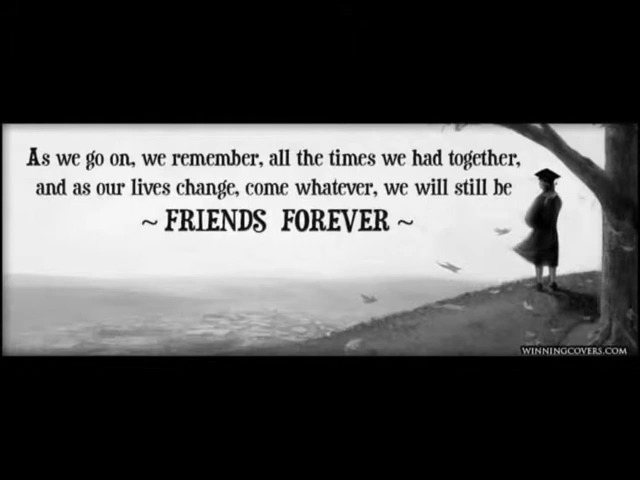 As we go on, we remember, all the times we had together,
and as our lives change, come whatever, we will still be
~ FRIENDS FOREVER ~
WINNINGCOVERS.COM